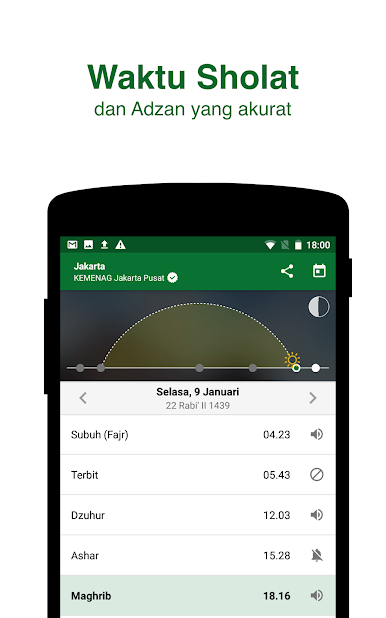 Waktu Sholat
dan Adzan yang akurat
18:00
Jakarta
KEMENAG Jakarta Pusat
Selasa, 9 Januari
22 Rabi' II 1439
Subuh (Fajr) 04.23
Terbit 05.43
Dzuhur 12.03
Ashar 15.28
Maghrib 18.16